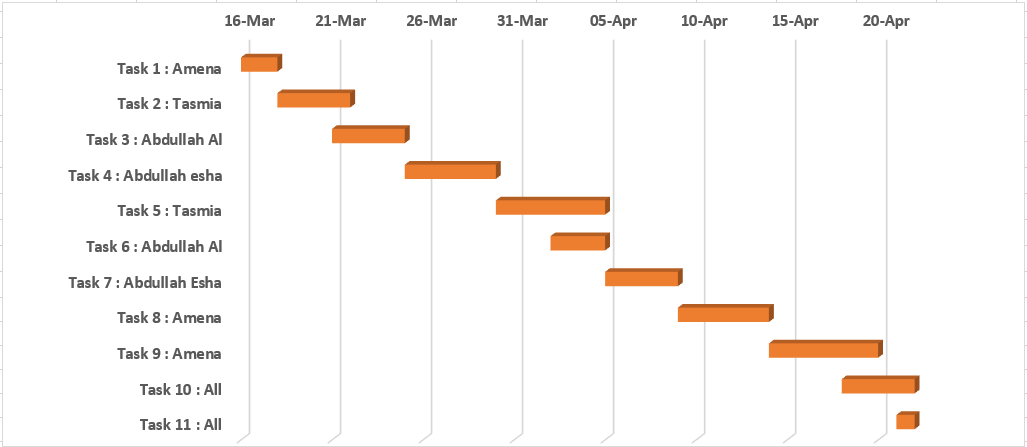 16-Mar 21-Mar 26-Mar 31-Mar 05-Apr 10-Apr 15-Apr 20-Apr
Task 1 : Amena
Task 2 : Tasmia
Task 3 : Abdullah Al
Task 4 : Abdullah esha
Task 5 : Tasmia
Task 6 : Abdullah Al
Task 7 : Abdullah Esha
Task 8 : Amena
Task 9 : Amena
Task 10 : All
Task 11 : All